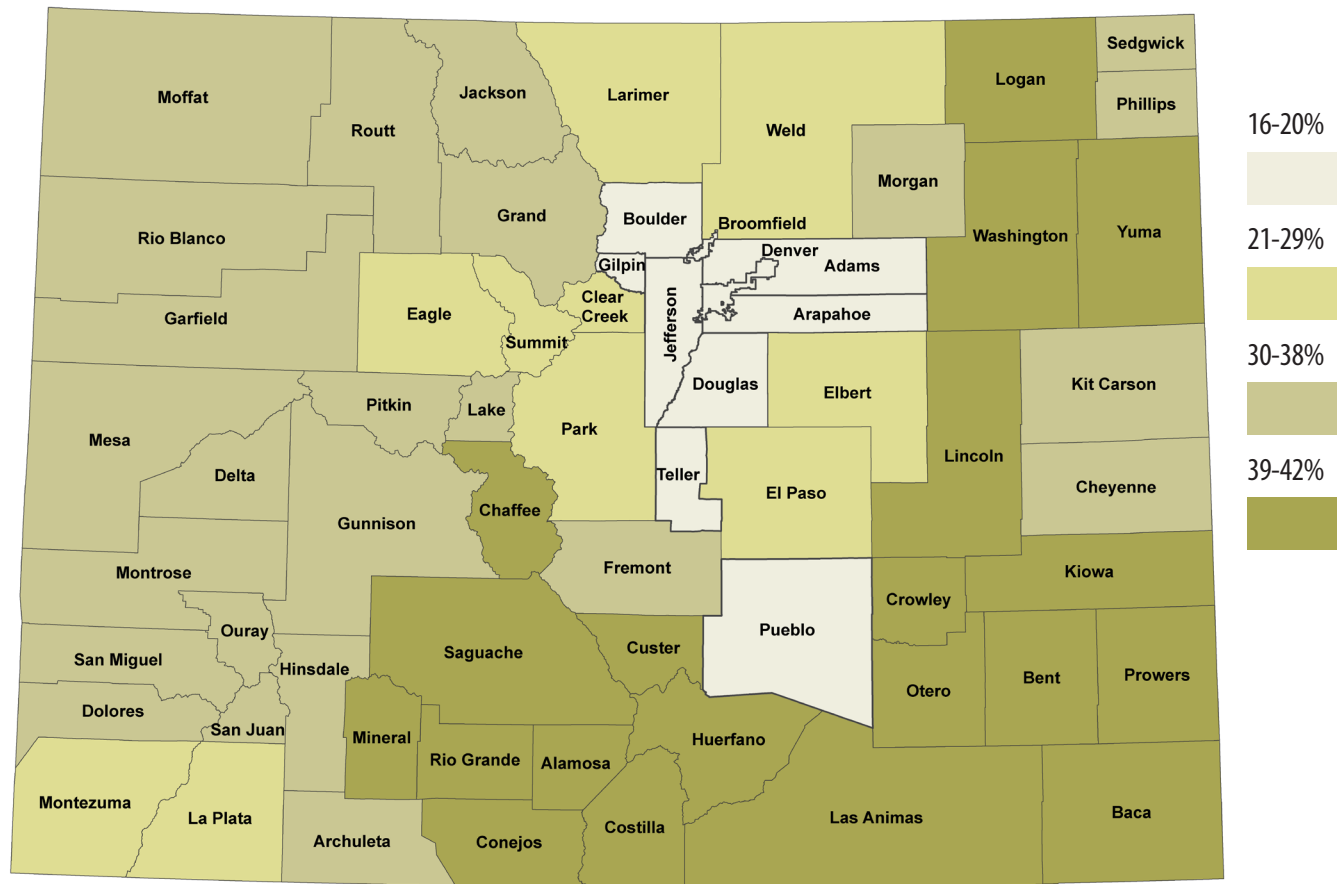 Sedgwick
Logan
Moffat
Jackson
Larimer
Phillips
Routt
Weld
16-20%
Morgan
Grand
Boulder
Broomfield
Rio Blanco
Washington
Yuma
21-29%
Denver
Gilpin
Adams
Clear
Creek
Garfield
Eagle
Arapahoe
Jefferson
Summit
30-38%
Douglas
Kit Carson
Elbert
Pitkin
Lake
Mesa
Park
Lincoln
Delta
Teller
39-42%
El Paso
Cheyenne
Chaffee
Gunnison
Fremont
Montrose
Kiowa
Crowley
Ouray
Pueblo
Custer
San Miguel
Saguache
Hinsdale
Bent
Prowers
Otero
Dolores
San Juan
Mineral
Huerfano
Rio Grande
Alamosa
Montezuma
La Plata
Las Animas
Baca
Costilla
Archuleta
Conejos